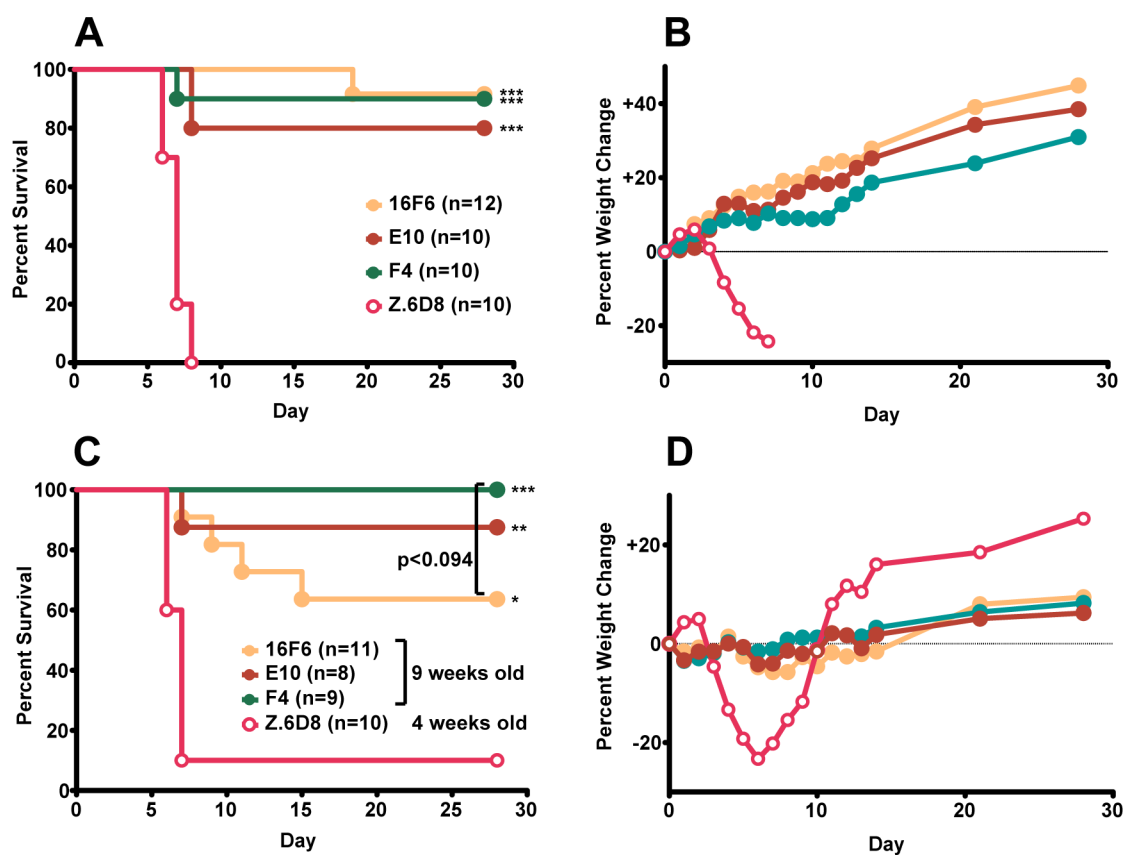 A
Percent Survival
100
80
60
40
20
0
***
***
***
16F6 (n=12)
E10 (n=10)
F4 (n=10)
Z.6D8 (n=10)
0 5 10 15 20 25 30
Day
B
Percent Weight Change
+40
+20
0
-20
0 10 20 30
Day
C
Percent Survival
100
80
60
40
20
0
***
**
p<0.094
*
16F6 (n=11)
E10 (n=8)
F4 (n=9)
9 weeks old
Z.6D8 (n=10) 4 weeks old
0 5 10 15 20 25 30
Day
D
Percent Weight Change
+20
0
-20
0 10 20 30
Day